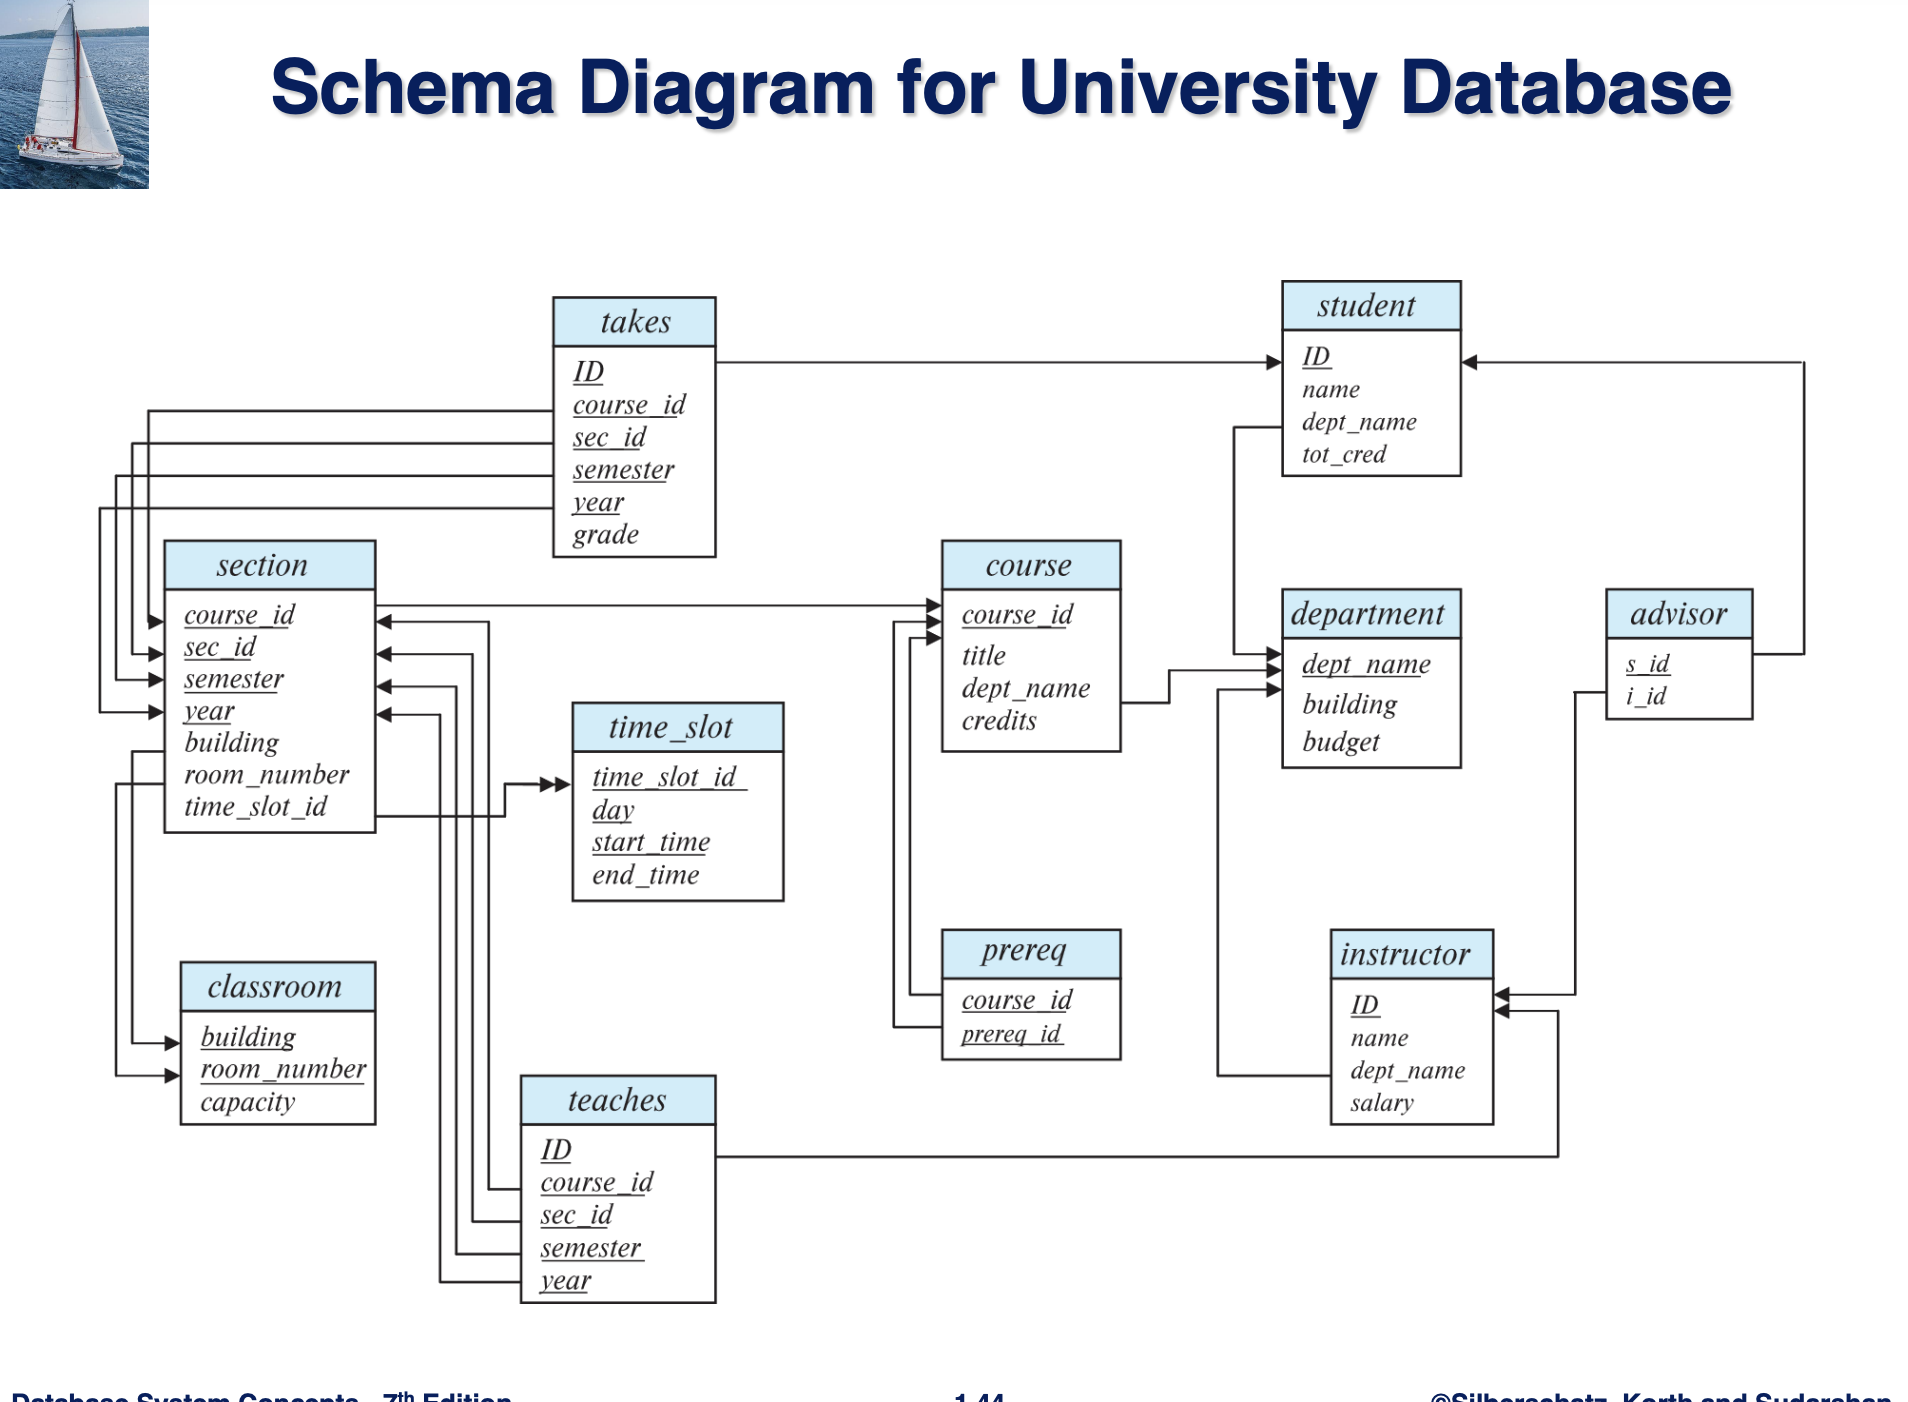 Schema Diagram for University Database
takes
ID
course_id
sec_id
semester
year
grade
student
ID
name
dept_name
tot_cred
section
course_id
sec_id
semester
year
building
room_number
time_slot_id
course
course_id
title
dept_name
credits
department
dept_name
building
budget
advisor
s_id
i_id
time_slot
time_slot_id
day
start_time
end_time
prereq
course_id
prereq_id
instructor
ID
name
dept_name
salary
classroom
building
room_number
capacity
teaches
ID
course_id
sec_id
semester
year
Database System Concepts - 7th Edition
1.44
©Silberschatz, Korth and Sudarshan